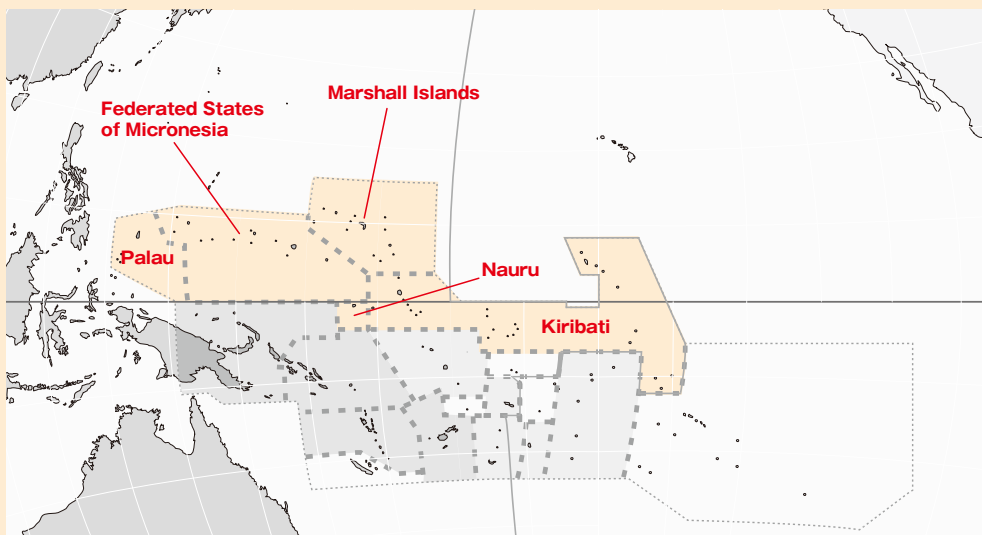 Marshall Islands
Federated States
of Micronesia
Palau
Nauru
Kiribati